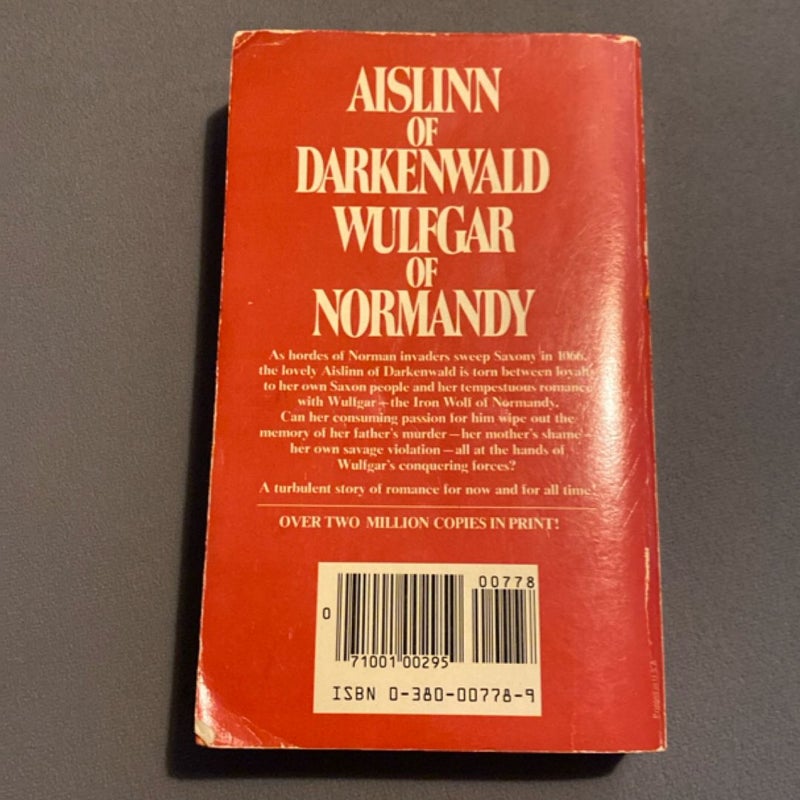 AISLINN
OF
DARKENWALD
WULFGAR
OF
NORMANDY
As hordes of Norman invaders sweep Saxony in 1066,
the lovely Aislinn of Darkenwald is torn between loyalty
to her own Saxon people and her tempestuous romance
with Wulfgar—the Iron Wolf of Normandy.
Can her consuming passion for him wipe out the
memory of her father's murder—her mother's shame—
her own savage violation—all at the hands of
Wulfgar's conquering forces?
A turbulent story of romance for now and for all time.
OVER TWO MILLION COPIES IN PRINT!
00778
0
71001 00295
ISBN 0-380-00778-9
Printed in U.S.A.